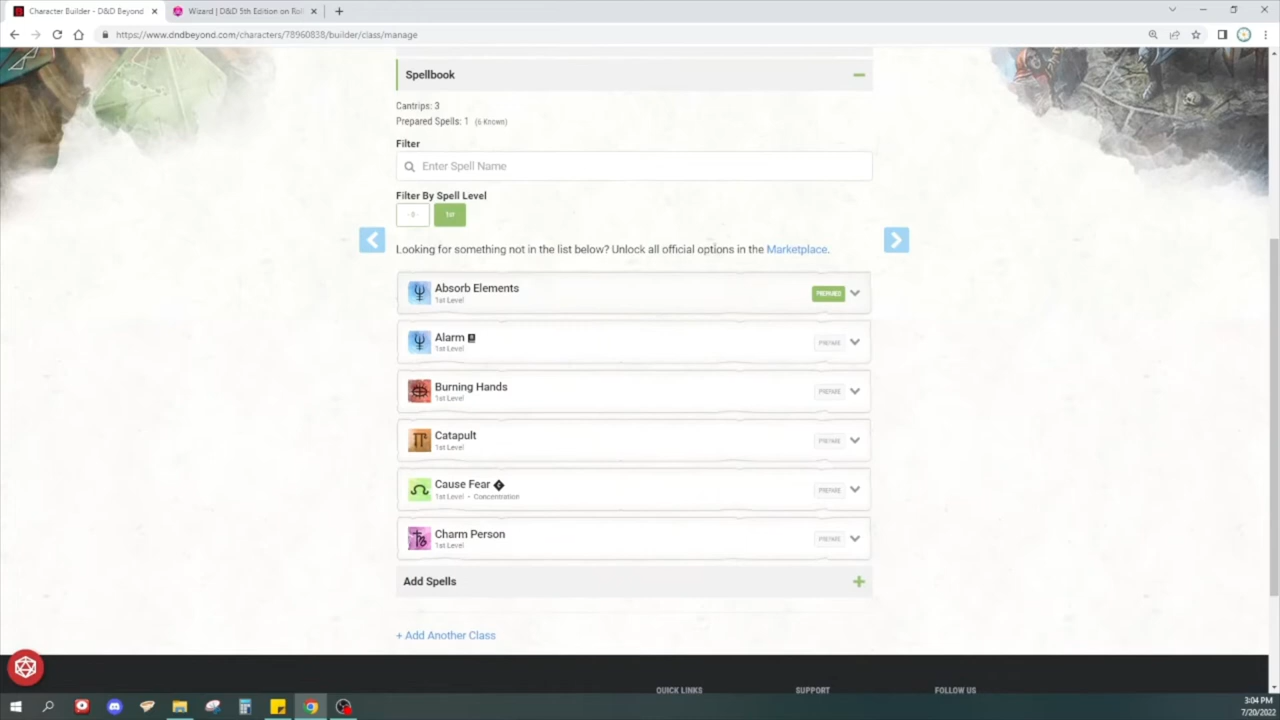 Character Builder - D&D Beyond
Wizard | D&D 5th Edition on Roll
https://www.dndbeyond.com/characters/78960838/builder/class/manage
Spellbook
Cantrips: 3
Prepared Spells: 1 (6 Known)
Filter
Enter Spell Name
Filter By Spell Level
- 0 -
1ST
Looking for something not in the list below? Unlock all official options in the Marketplace.
Absorb Elements
1st Level
PREPARED
Alarm
1st Level
PREPARE
Burning Hands
1st Level
PREPARE
Catapult
1st Level
PREPARE
Cause Fear
1st Level • Concentration
PREPARE
Charm Person
1st Level
PREPARE
Add Spells
+ Add Another Class
QUICK LINKS
SUPPORT
FOLLOW US
3:04 PM
7/20/2022